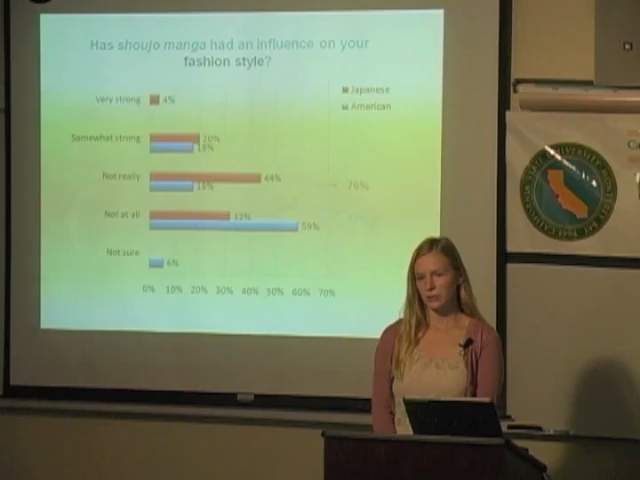 Has shoujo manga had an influence on your
fashion style?
Japanese
American
Very strong
4%
Somewhat strong
20%
18%
Not really
44%
18%
76%
Not at all
32%
59%
Not sure
6%
0% 10% 20% 30% 40% 50% 60% 70%
Ca